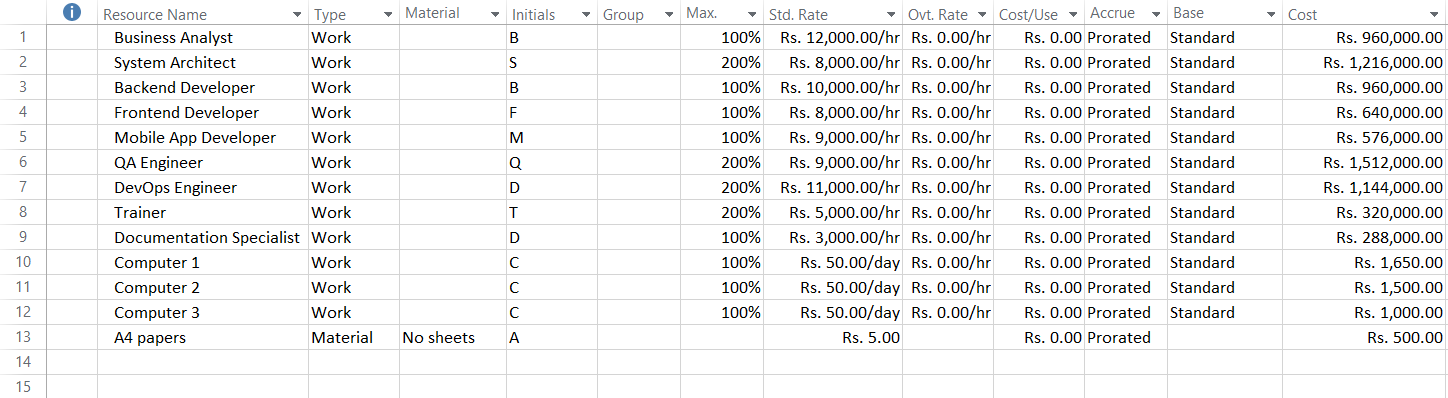 Resource Name Type Material Initials Group Max. Std. Rate Ovt. Rate Cost/Use Accrue Base Cost
1 Business Analyst Work B 100% Rs. 12,000.00/hr Rs. 0.00/hr Rs. 0.00 Prorated Standard Rs. 960,000.00
2 System Architect Work S 200% Rs. 8,000.00/hr Rs. 0.00/hr Rs. 0.00 Prorated Standard Rs. 1,216,000.00
3 Backend Developer Work B 100% Rs. 10,000.00/hr Rs. 0.00/hr Rs. 0.00 Prorated Standard Rs. 960,000.00
4 Frontend Developer Work F 100% Rs. 8,000.00/hr Rs. 0.00/hr Rs. 0.00 Prorated Standard Rs. 640,000.00
5 Mobile App Developer Work M 100% Rs. 9,000.00/hr Rs. 0.00/hr Rs. 0.00 Prorated Standard Rs. 576,000.00
6 QA Engineer Work Q 200% Rs. 9,000.00/hr Rs. 0.00/hr Rs. 0.00 Prorated Standard Rs. 1,512,000.00
7 DevOps Engineer Work D 200% Rs. 11,000.00/hr Rs. 0.00/hr Rs. 0.00 Prorated Standard Rs. 1,144,000.00
8 Trainer Work T 200% Rs. 5,000.00/hr Rs. 0.00/hr Rs. 0.00 Prorated Standard Rs. 320,000.00
9 Documentation Specialist Work D 100% Rs. 3,000.00/hr Rs. 0.00/hr Rs. 0.00 Prorated Standard Rs. 288,000.00
10 Computer 1 Work C 100% Rs. 50.00/day Rs. 0.00/hr Rs. 0.00 Prorated Standard Rs. 1,650.00
11 Computer 2 Work C 100% Rs. 50.00/day Rs. 0.00/hr Rs. 0.00 Prorated Standard Rs. 1,500.00
12 Computer 3 Work C 100% Rs. 50.00/day Rs. 0.00/hr Rs. 0.00 Prorated Standard Rs. 1,000.00
13 A4 papers Material No sheets A Rs. 5.00 Rs. 0.00 Prorated Rs. 500.00
14
15